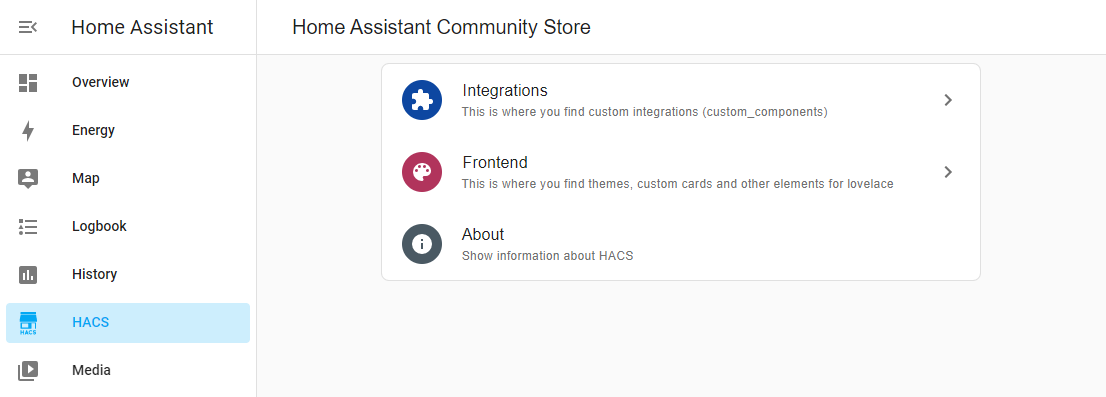 Home Assistant
Home Assistant Community Store
Overview
Energy
Map
Logbook
History
HACS
HACS
Media
Integrations
This is where you find custom integrations (custom_components)
Frontend
This is where you find themes, custom cards and other elements for lovelace
About
Show information about HACS